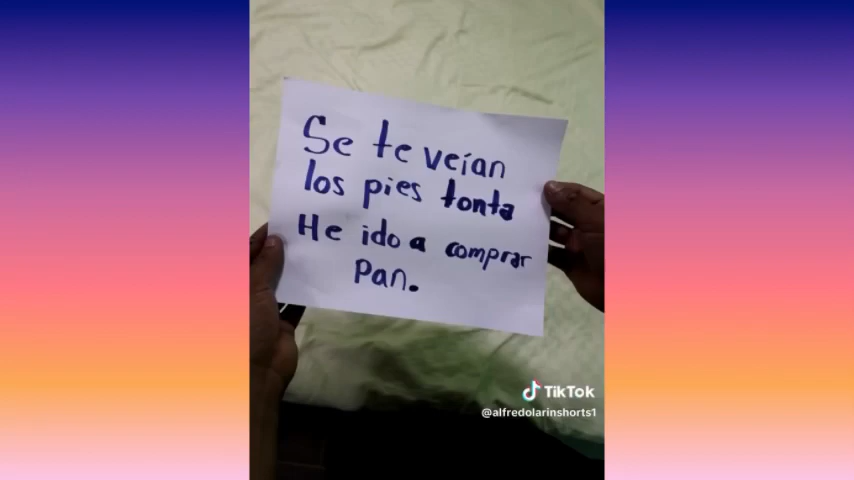 Se te veían
los pies tonta
He ido a comprar
Pan.
TikTok
@alfredolarinshorts1